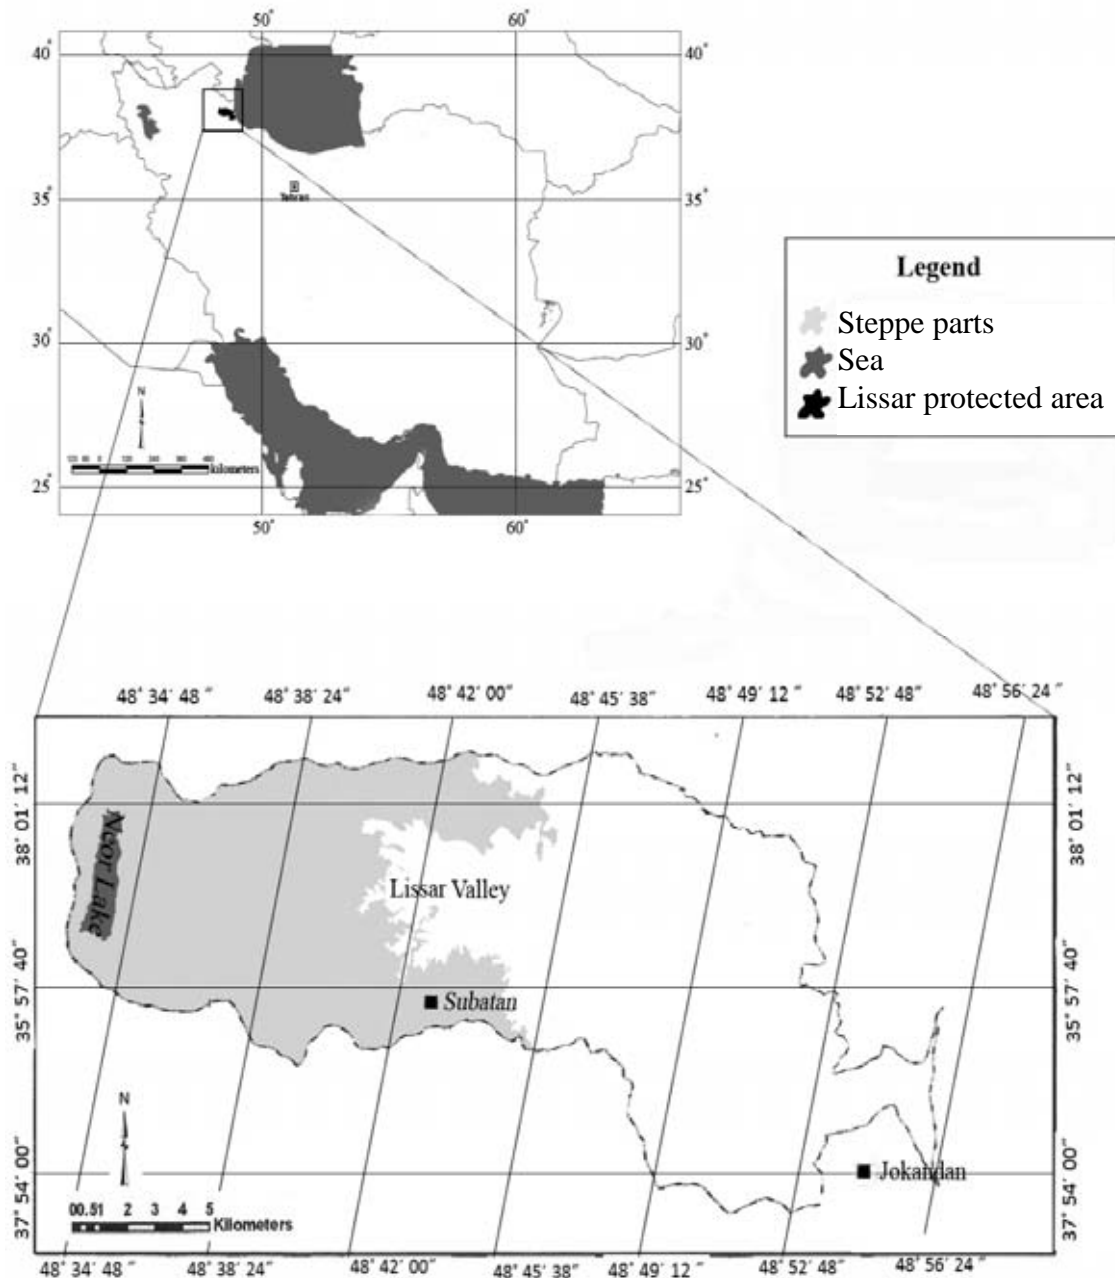 50° 60°
40° 40°
35° 35°
Tehran
30° 30°
N
kilometers
25° 25°
50° 60°
Legend
Steppe parts
Sea
Lissar protected area
48° 34′ 48″ 48° 38′ 24″ 48° 42′ 00″ 48° 45′ 38″ 48° 49′ 12″ 48° 52′ 48″ 48° 56′ 24″
38° 01′ 12″ 38° 01′ 12″
Neor Lake
Lissar Valley
35° 57′ 40″ 35° 57′ 40″
Subatan
N
37° 54′ 00″ 37° 54′ 00″
Jokandan
00.51 2 3 4 5
Kilometers
48° 34′ 48″ 48° 38′ 24″ 48° 42′ 00″ 48° 45′ 38″ 48° 49′ 12″ 48° 52′ 48″ 48° 56′ 24″